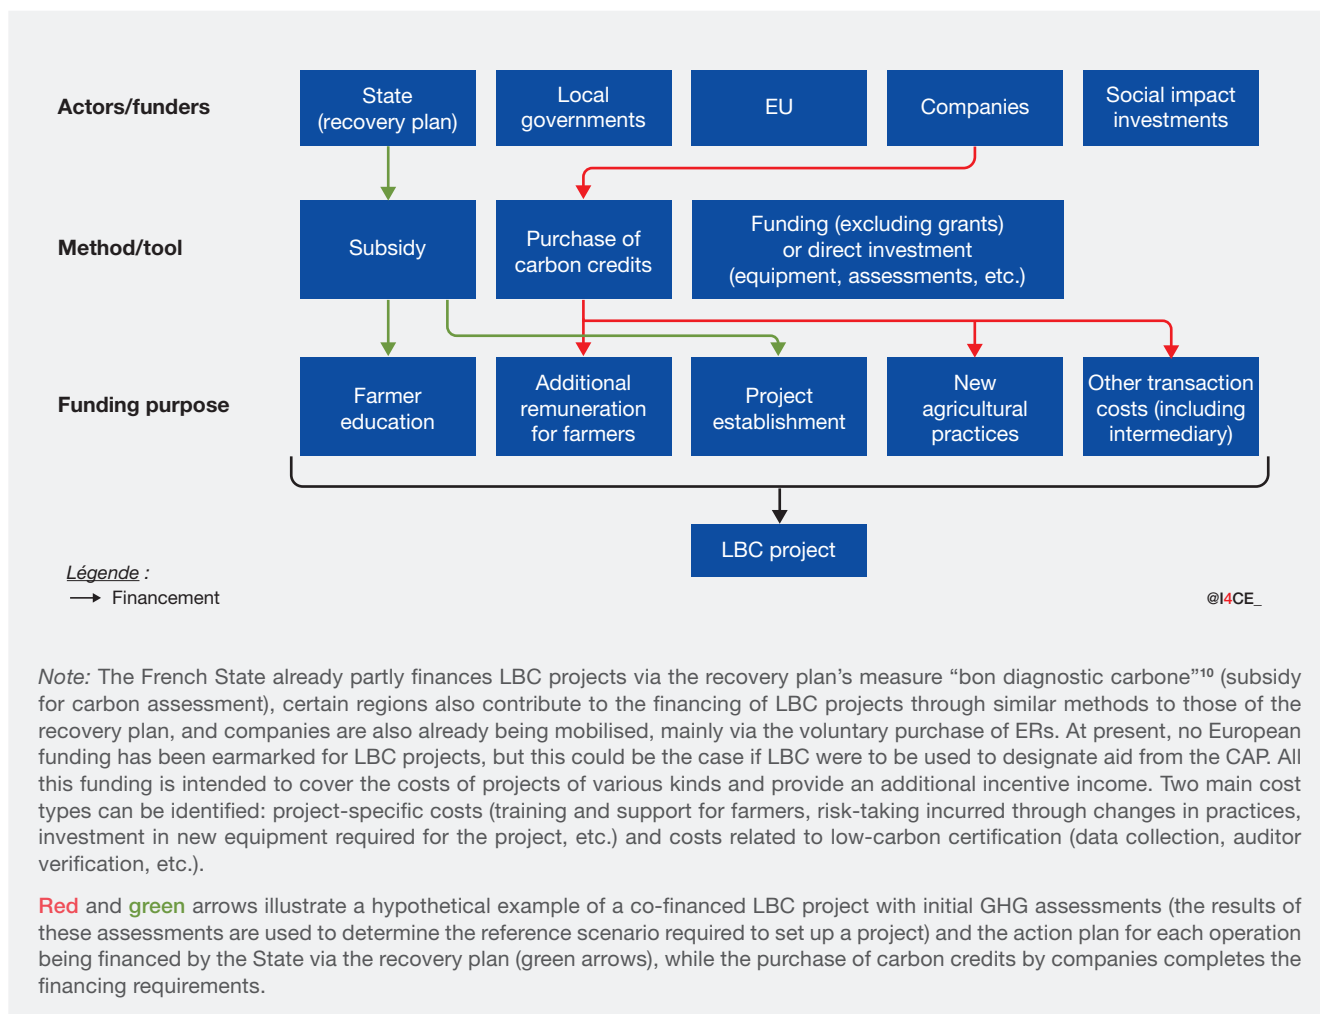 Actors/funders
State
(recovery plan)
Local
governments
EU
Companies
Social impact
investments
Method/tool
Subsidy
Purchase of
carbon credits
Funding (excluding grants)
or direct investment
(equipment, assessments, etc.)
Funding purpose
Farmer
education
Additional
remuneration
for farmers
Project
establishment
New
agricultural
practices
Other transaction
costs (including
intermediary)
LBC project
Légende :
Financement
@I4CE_
Note: The French State already partly finances LBC projects via the recovery plan’s measure “bon diagnostic carbone”¹⁰ (subsidy
for carbon assessment), certain regions also contribute to the financing of LBC projects through similar methods to those of the
recovery plan, and companies are also already being mobilised, mainly via the voluntary purchase of ERs. At present, no European
funding has been earmarked for LBC projects, but this could be the case if LBC were to be used to designate aid from the CAP. All
this funding is intended to cover the costs of projects of various kinds and provide an additional incentive income. Two main cost
types can be identified: project-specific costs (training and support for farmers, risk-taking incurred through changes in practices,
investment in new equipment required for the project, etc.) and costs related to low-carbon certification (data collection, auditor
verification, etc.).
Red and green arrows illustrate a hypothetical example of a co-financed LBC project with initial GHG assessments (the results of
these assessments are used to determine the reference scenario required to set up a project) and the action plan for each operation
being financed by the State via the recovery plan (green arrows), while the purchase of carbon credits by companies completes the
financing requirements.